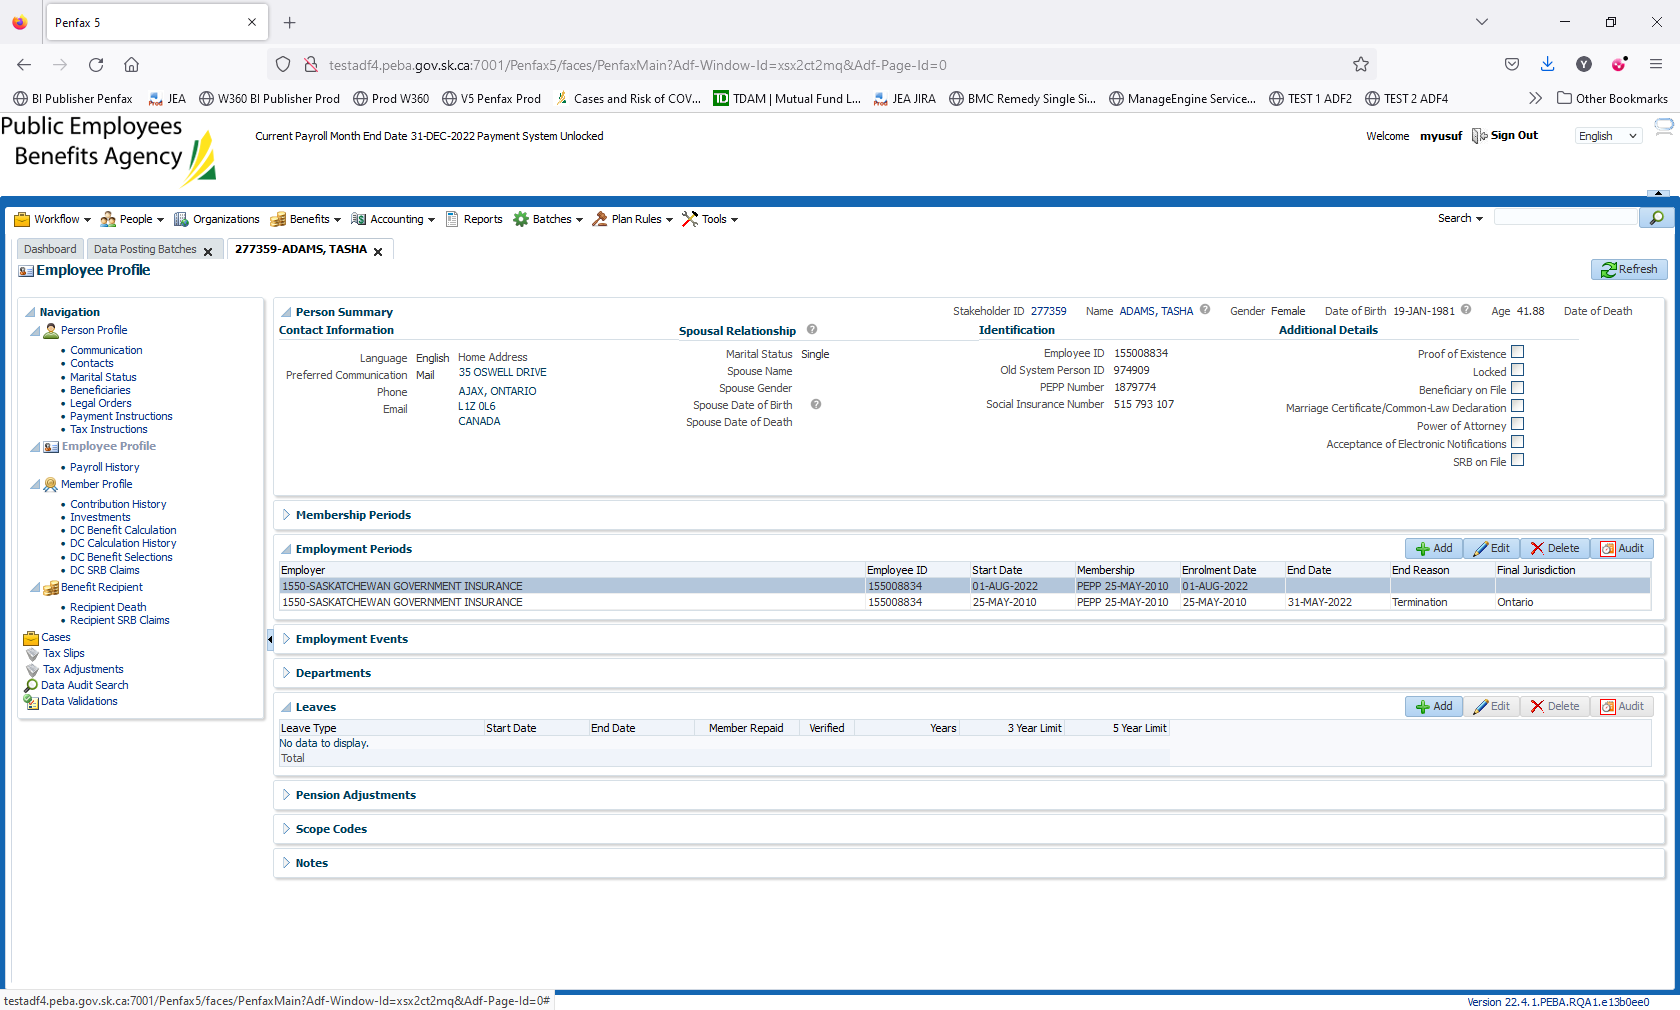 Penfax 5
testadf4.peba.gov.sk.ca:7001/Penfax5/faces/PenfaxMain?Adf-Window-Id=xsx2ct2mq&Adf-Page-Id=0
BI Publisher Penfax JEA W360 BI Publisher Prod Prod W360 V5 Penfax Prod Cases and Risk of COV... TD TDAM | Mutual Fund L... JEA JIRA BMC Remedy Single Si... ManageEngine Service... TEST 1 ADF2 TEST 2 ADF4 Other Bookmarks
Public Employees
Benefits Agency
Current Payroll Month End Date 31-DEC-2022 Payment System Unlocked
Welcome myusuf Sign Out English
Workflow People Organizations Benefits Accounting Reports Batches Plan Rules Tools Search
Dashboard Data Posting Batches 277359-ADAMS, TASHA
Employee Profile
Refresh
Navigation
Person Profile
Communication
Contacts
Marital Status
Beneficiaries
Legal Orders
Payment Instructions
Tax Instructions
Employee Profile
Payroll History
Member Profile
Contribution History
Investments
DC Benefit Calculation
DC Calculation History
DC Benefit Selections
DC SRB Claims
Benefit Recipient
Recipient Death
Recipient SRB Claims
Cases
Tax Slips
Tax Adjustments
Data Audit Search
Data Validations
Person Summary Stakeholder ID 277359 Name ADAMS, TASHA Gender Female Date of Birth 19-JAN-1981 Age 41.88 Date of Death
Contact Information
Language English
Preferred Communication Mail
Phone
Email
Home Address
35 OSWELL DRIVE
AJAX, ONTARIO
L1Z 0L6
CANADA
Spousal Relationship
Marital Status Single
Spouse Name
Spouse Gender
Spouse Date of Birth
Spouse Date of Death
Identification
Employee ID 155008834
Old System Person ID 974909
PEPP Number 1879774
Social Insurance Number 515 793 107
Additional Details
Proof of Existence
Locked
Beneficiary on File
Marriage Certificate/Common-Law Declaration
Power of Attorney
Acceptance of Electronic Notifications
SRB on File
Membership Periods
Employment Periods Add Edit Delete Audit
Employer Employee ID Start Date Membership Enrolment Date End Date End Reason Final Jurisdiction
1550-SASKATCHEWAN GOVERNMENT INSURANCE 155008834 01-AUG-2022 PEPP 25-MAY-2010 01-AUG-2022
1550-SASKATCHEWAN GOVERNMENT INSURANCE 155008834 25-MAY-2010 PEPP 25-MAY-2010 25-MAY-2010 31-MAY-2022 Termination Ontario
Employment Events
Departments
Leaves Add Edit Delete Audit
Leave Type Start Date End Date Member Repaid Verified Years 3 Year Limit 5 Year Limit
No data to display.
Total
Pension Adjustments
Scope Codes
Notes
testadf4.peba.gov.sk.ca:7001/Penfax5/faces/PenfaxMain?Adf-Window-Id=xsx2ct2mq&Adf-Page-Id=0#
Version 22.4.1.PEBA.RQA1.e13b0ee0